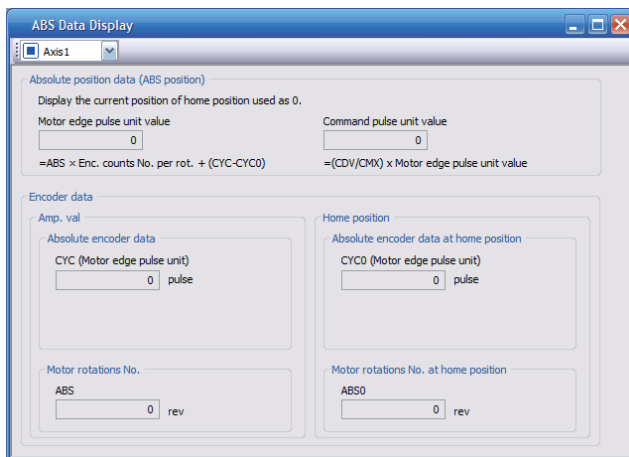 ABS Data Display
Axis1
Absolute position data (ABS position)
Display the current position of home position used as 0.
Motor edge pulse unit value
Command pulse unit value
0
0
=ABS × Enc. counts No. per rot. + (CYC-CYC0)
=(CDV/CMX) x Motor edge pulse unit value
Encoder data
Amp. val
Home position
Absolute encoder data
Absolute encoder data at home position
CYC (Motor edge pulse unit)
CYC0 (Motor edge pulse unit)
0 pulse
0 pulse
Motor rotations No.
Motor rotations No. at home position
ABS
ABS0
0 rev
0 rev